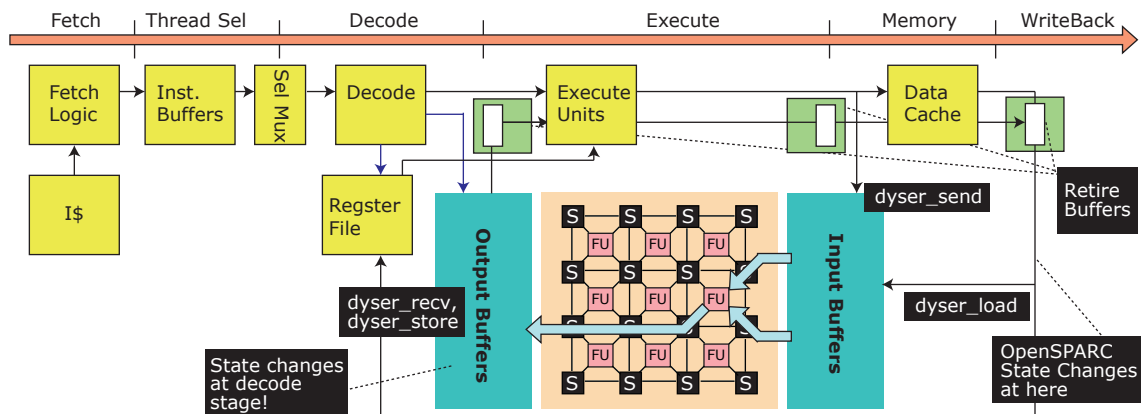 Fetch
Thread Sel
Decode
Execute
Memory
WriteBack
Fetch
Logic
Inst.
Buffers
Sel Mux
Decode
Execute
Units
Data
Cache
I$
Regster
File
dyser_send
Retire
Buffers
Output Buffers
S S S S
FU FU FU
S S S S
FU FU FU
S S S S
FU FU FU
S S S S
Input Buffers
dyser_recv,
dyser_store
dyser_load
State changes
at decode
stage!
OpenSPARC
State Changes
at here